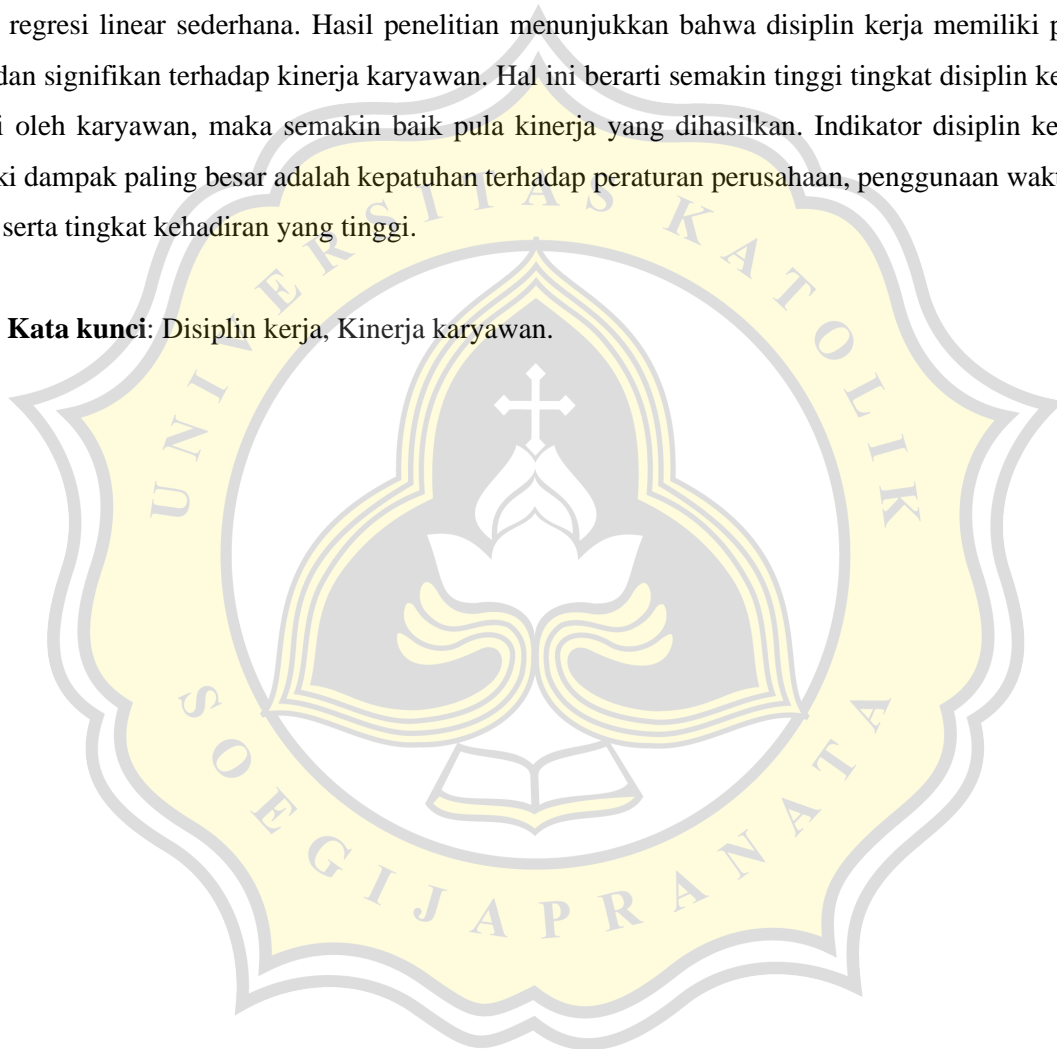 regresi linear sederhana. Hasil penelitian menunjukkan bahwa disiplin kerja memiliki p
dan signifikan terhadap kinerja karyawan. Hal ini berarti semakin tinggi tingkat disiplin ke
i oleh karyawan, maka semakin baik pula kinerja yang dihasilkan. Indikator disiplin ke
ki dampak paling besar adalah kepatuhan terhadap peraturan perusahaan, penggunaan wakt
serta tingkat kehadiran yang tinggi.
Kata kunci: Disiplin kerja, Kinerja karyawan.
UNIVERSITAS KATOLIK
SOEGIJAPRANATA